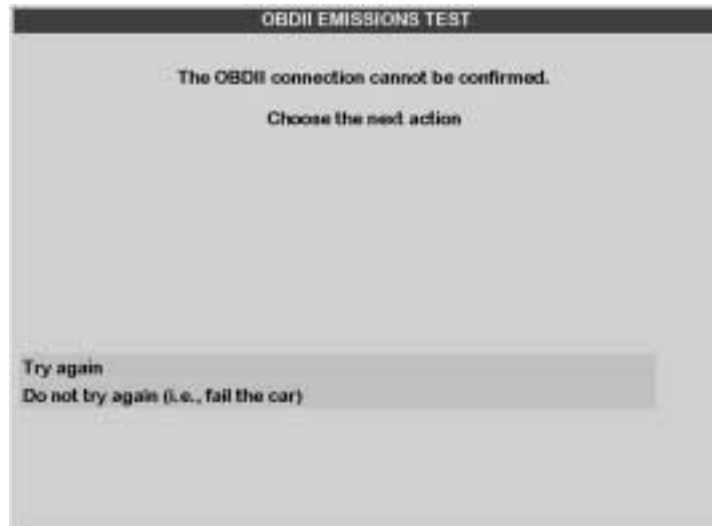 OBDII EMISSIONS TEST
The OBDII connection cannot be confirmed.
Choose the next action
Try again
Do not try again (i.e., fail the car)